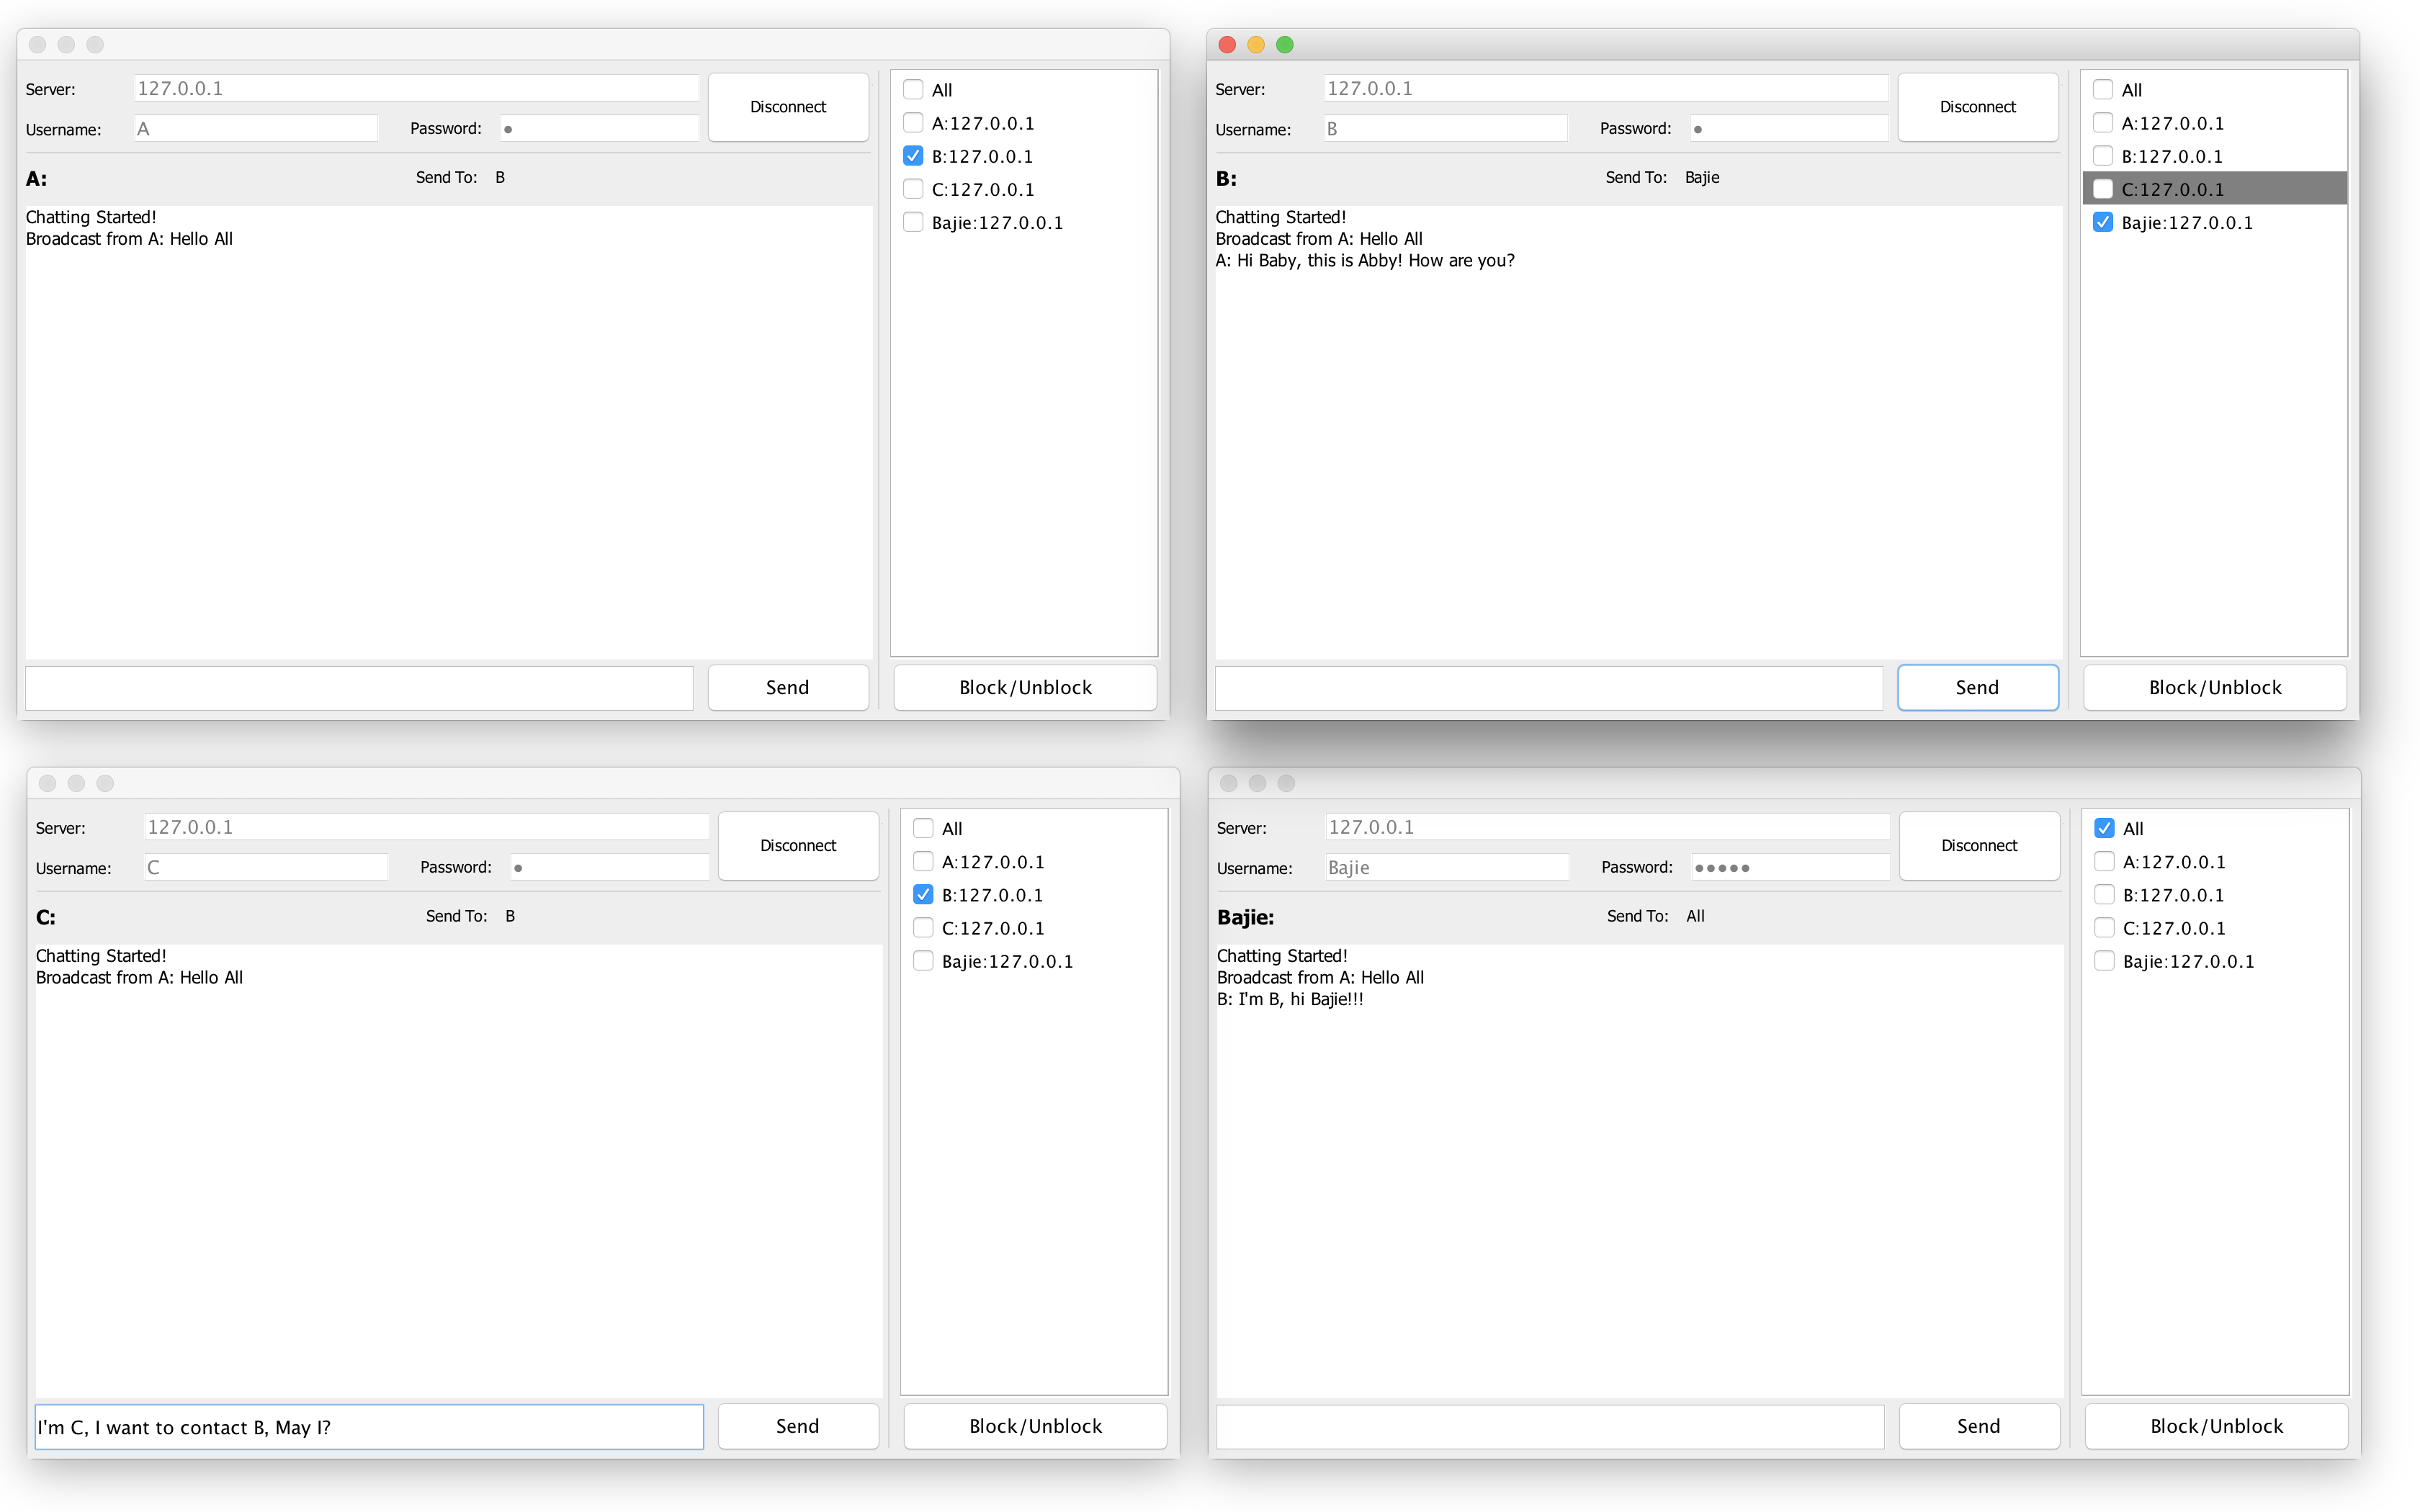 Server: 127.0.0.1 Disconnect
Username: A Password: •
A: Send To: B
Chatting Started!
Broadcast from A: Hello All
Send
All
A:127.0.0.1
B:127.0.0.1
C:127.0.0.1
Bajie:127.0.0.1
Block/Unblock
Server: 127.0.0.1 Disconnect
Username: B Password: •
B: Send To: Bajie
Chatting Started!
Broadcast from A: Hello All
A: Hi Baby, this is Abby! How are you?
Send
All
A:127.0.0.1
B:127.0.0.1
C:127.0.0.1
Bajie:127.0.0.1
Block/Unblock
Server: 127.0.0.1 Disconnect
Username: C Password: •
C: Send To: B
Chatting Started!
Broadcast from A: Hello All
I'm C, I want to contact B, May I? Send
All
A:127.0.0.1
B:127.0.0.1
C:127.0.0.1
Bajie:127.0.0.1
Block/Unblock
Server: 127.0.0.1 Disconnect
Username: Bajie Password: •••••
Bajie: Send To: All
Chatting Started!
Broadcast from A: Hello All
B: I'm B, hi Bajie!!!
Send
All
A:127.0.0.1
B:127.0.0.1
C:127.0.0.1
Bajie:127.0.0.1
Block/Unblock